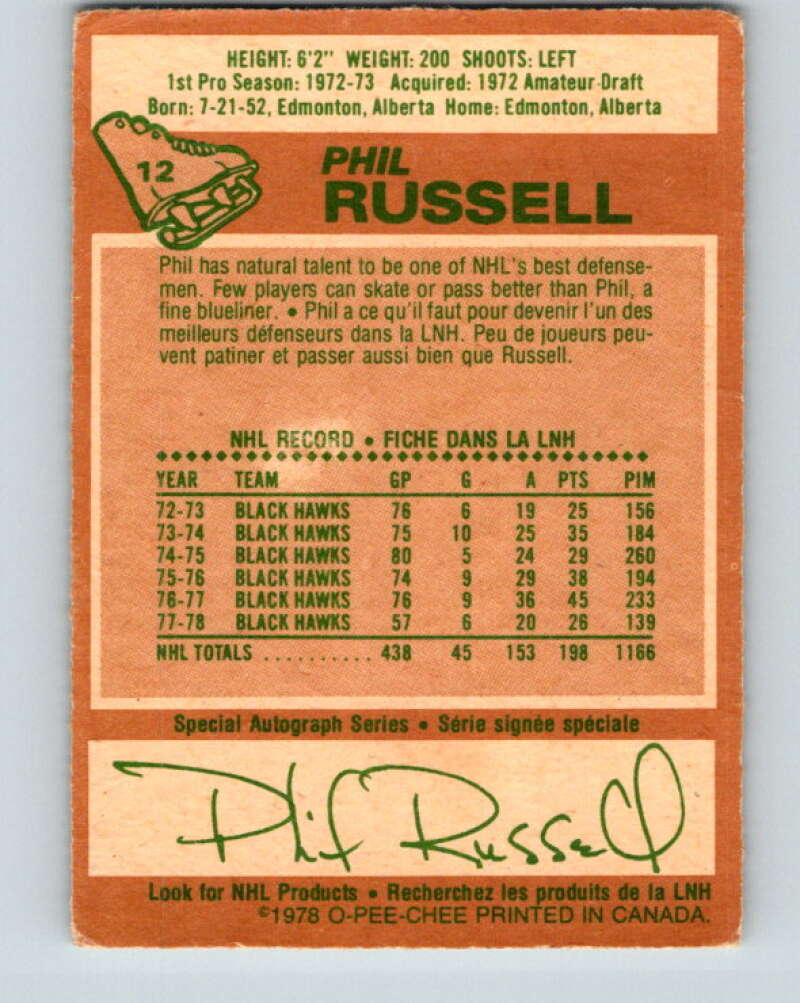 HEIGHT: 6'2" WEIGHT: 200 SHOOTS: LEFT
1st Pro Season: 1972-73 Acquired: 1972 Amateur Draft
Born: 7-21-52, Edmonton, Alberta Home: Edmonton, Alberta
12
PHIL
RUSSELL
Phil has natural talent to be one of NHL's best defense-
men. Few players can skate or pass better than Phil, a
fine blueliner. • Phil a ce qu'il faut pour devenir l'un des
meilleurs défenseurs dans la LNH. Peu de joueurs peu-
vent patiner et passer aussi bien que Russell.
NHL RECORD • FICHE DANS LA LNH
YEAR TEAM GP G A PTS PIM
72-73 BLACK HAWKS 76 6 19 25 156
73-74 BLACK HAWKS 75 10 25 35 184
74-75 BLACK HAWKS 80 5 24 29 260
75-76 BLACK HAWKS 74 9 29 38 194
76-77 BLACK HAWKS 76 9 36 45 233
77-78 BLACK HAWKS 57 6 20 26 139
NHL TOTALS .......... 438 45 153 198 1166
Special Autograph Series • Série signée spéciale
Phil Russell
Look for NHL Products • Recherchez les produits de la LNH
©1978 O-PEE-CHEE PRINTED IN CANADA.